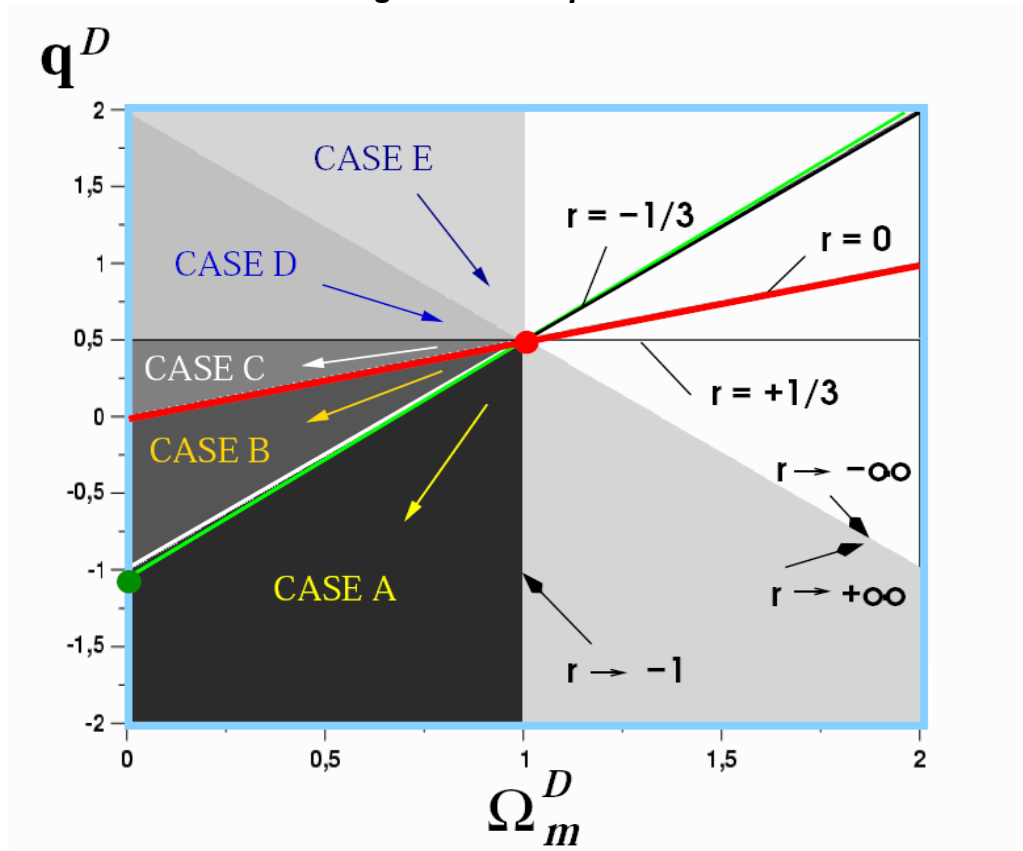 q^D
2
1,5
1
0,5
0
-0,5
-1
-1,5
-2
CASE E
CASE D
CASE C
CASE B
CASE A
r = −1/3
r = 0
r = +1/3
r → −∞
r → +∞
r → −1
0
0,5
1
1,5
2
Ω_m^D